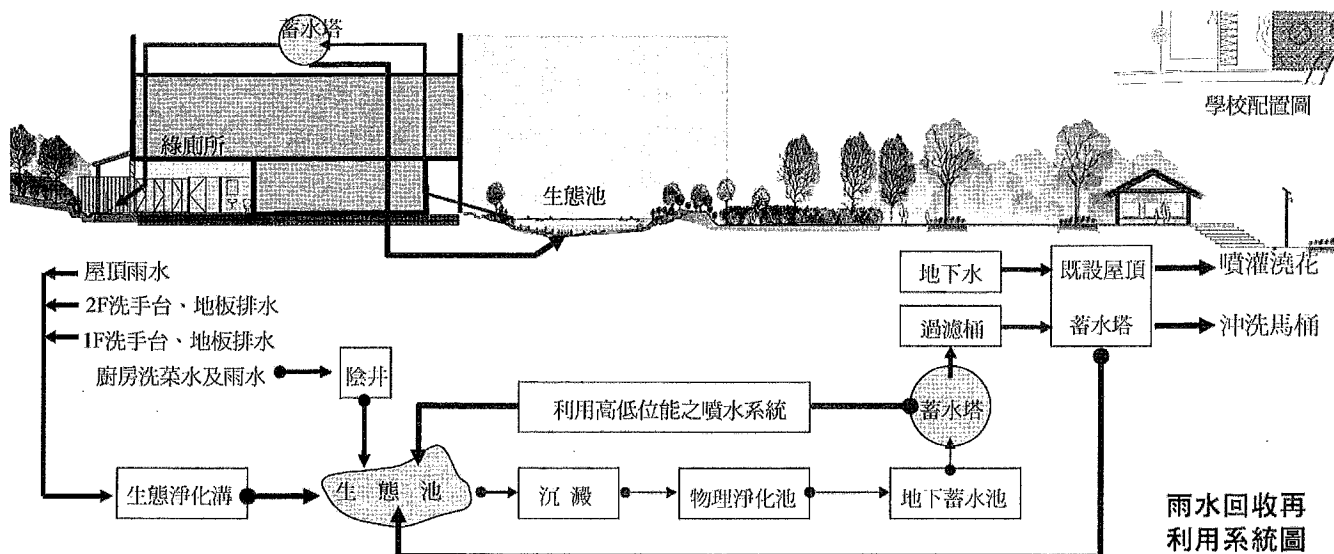 蓄水塔
學校配置圖
綠廁所
生態池
屋頂雨水
2F洗手台、地板排水
1F洗手台、地板排水
廚房洗菜水及雨水
陰井
地下水
既設屋頂
蓄水塔
噴灌澆花
過濾桶
沖洗馬桶
利用高低位能之噴水系統
蓄水塔
生態淨化溝
生態池
沉澱
物理淨化池
地下蓄水池
雨水回收再
利用系統圖